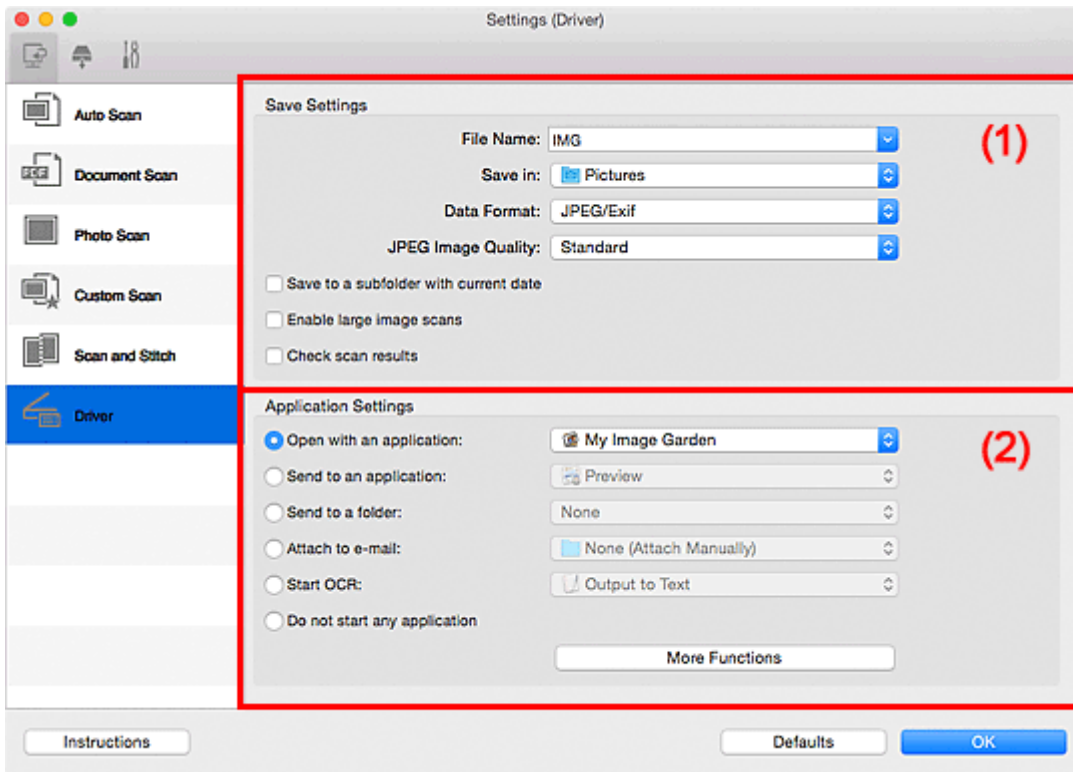 Settings (Driver)
Auto Scan
Document Scan
Photo Scan
Custom Scan
Scan and Stitch
Driver
Save Settings
(1)
File Name: IMG
Save in: Pictures
Data Format: JPEG/Exif
JPEG Image Quality: Standard
Save to a subfolder with current date
Enable large image scans
Check scan results
Application Settings
(2)
Open with an application: My Image Garden
Send to an application: Preview
Send to a folder: None
Attach to e-mail: None (Attach Manually)
Start OCR: Output to Text
Do not start any application
More Functions
Instructions
Defaults
OK